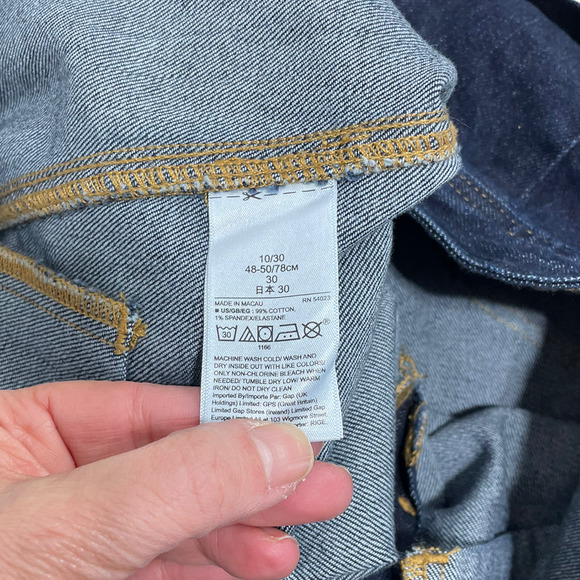 10/30
48-50/78CM
30
日本 30
MADE IN MACAU RN 54023
■ US/GB/EG : 99% COTTON,
1% SPANDEX/ELASTANE
30
1166
MACHINE WASH COLD/ WASH AND
DRY INSIDE OUT WITH LIKE COLORS/
ONLY NON-CHLORINE BLEACH WHEN
NEEDED/ TUMBLE DRY LOW/ WARM
IRON/ DO NOT DRY CLEAN
Imported By/Importe Par: Gap (UK
Holdings) Limited: GPS (Great Britain)
Limited Gap Stores (Ireland) Limited Gap
Europe Limited at 103 Wigmore Street,
RIGE.